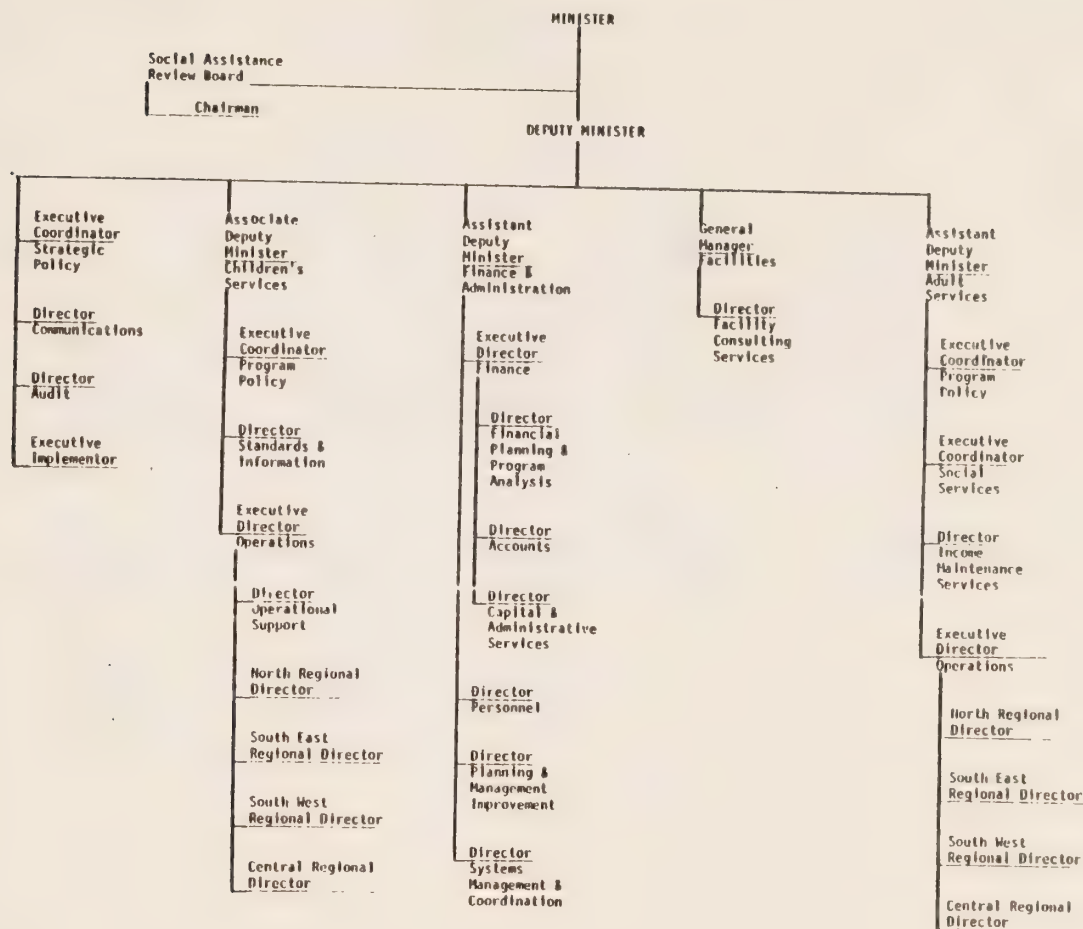 MINISTER
Social Assistance
Review Board
Chairman
DEPUTY MINISTER
Executive
Coordinator
Strategic
Policy
Director
Communications
Director
Audit
Executive
Implementor
Associate
Deputy
Minister
Children's
Services
Executive
Coordinator
Program
Policy
Director
Standards &
Information
Executive
Director
Operations
Director
Operational
Support
North Regional
Director
South East
Regional Director
South West
Regional Director
Central Regional
Director
Assistant
Deputy
Minister
Finance &
Administration
Executive
Director
Finance
Director
Financial
Planning &
Program
Analysis
Director
Accounts
Director
Capital &
Administrative
Services
Director
Personnel
Director
Planning &
Management
Improvement
Director
Systems
Management &
Coordination
General
Manager
Facilities
Director
Facility
Consulting
Services
Assistant
Deputy
Minister
Adult
Services
Executive
Coordinator
Program
Policy
Executive
Coordinator
Social
Services
Director
Income
Maintenance
Services
Executive
Director
Operations
North Regional
Director
South East
Regional Director
South West
Regional Director
Central Regional
Director